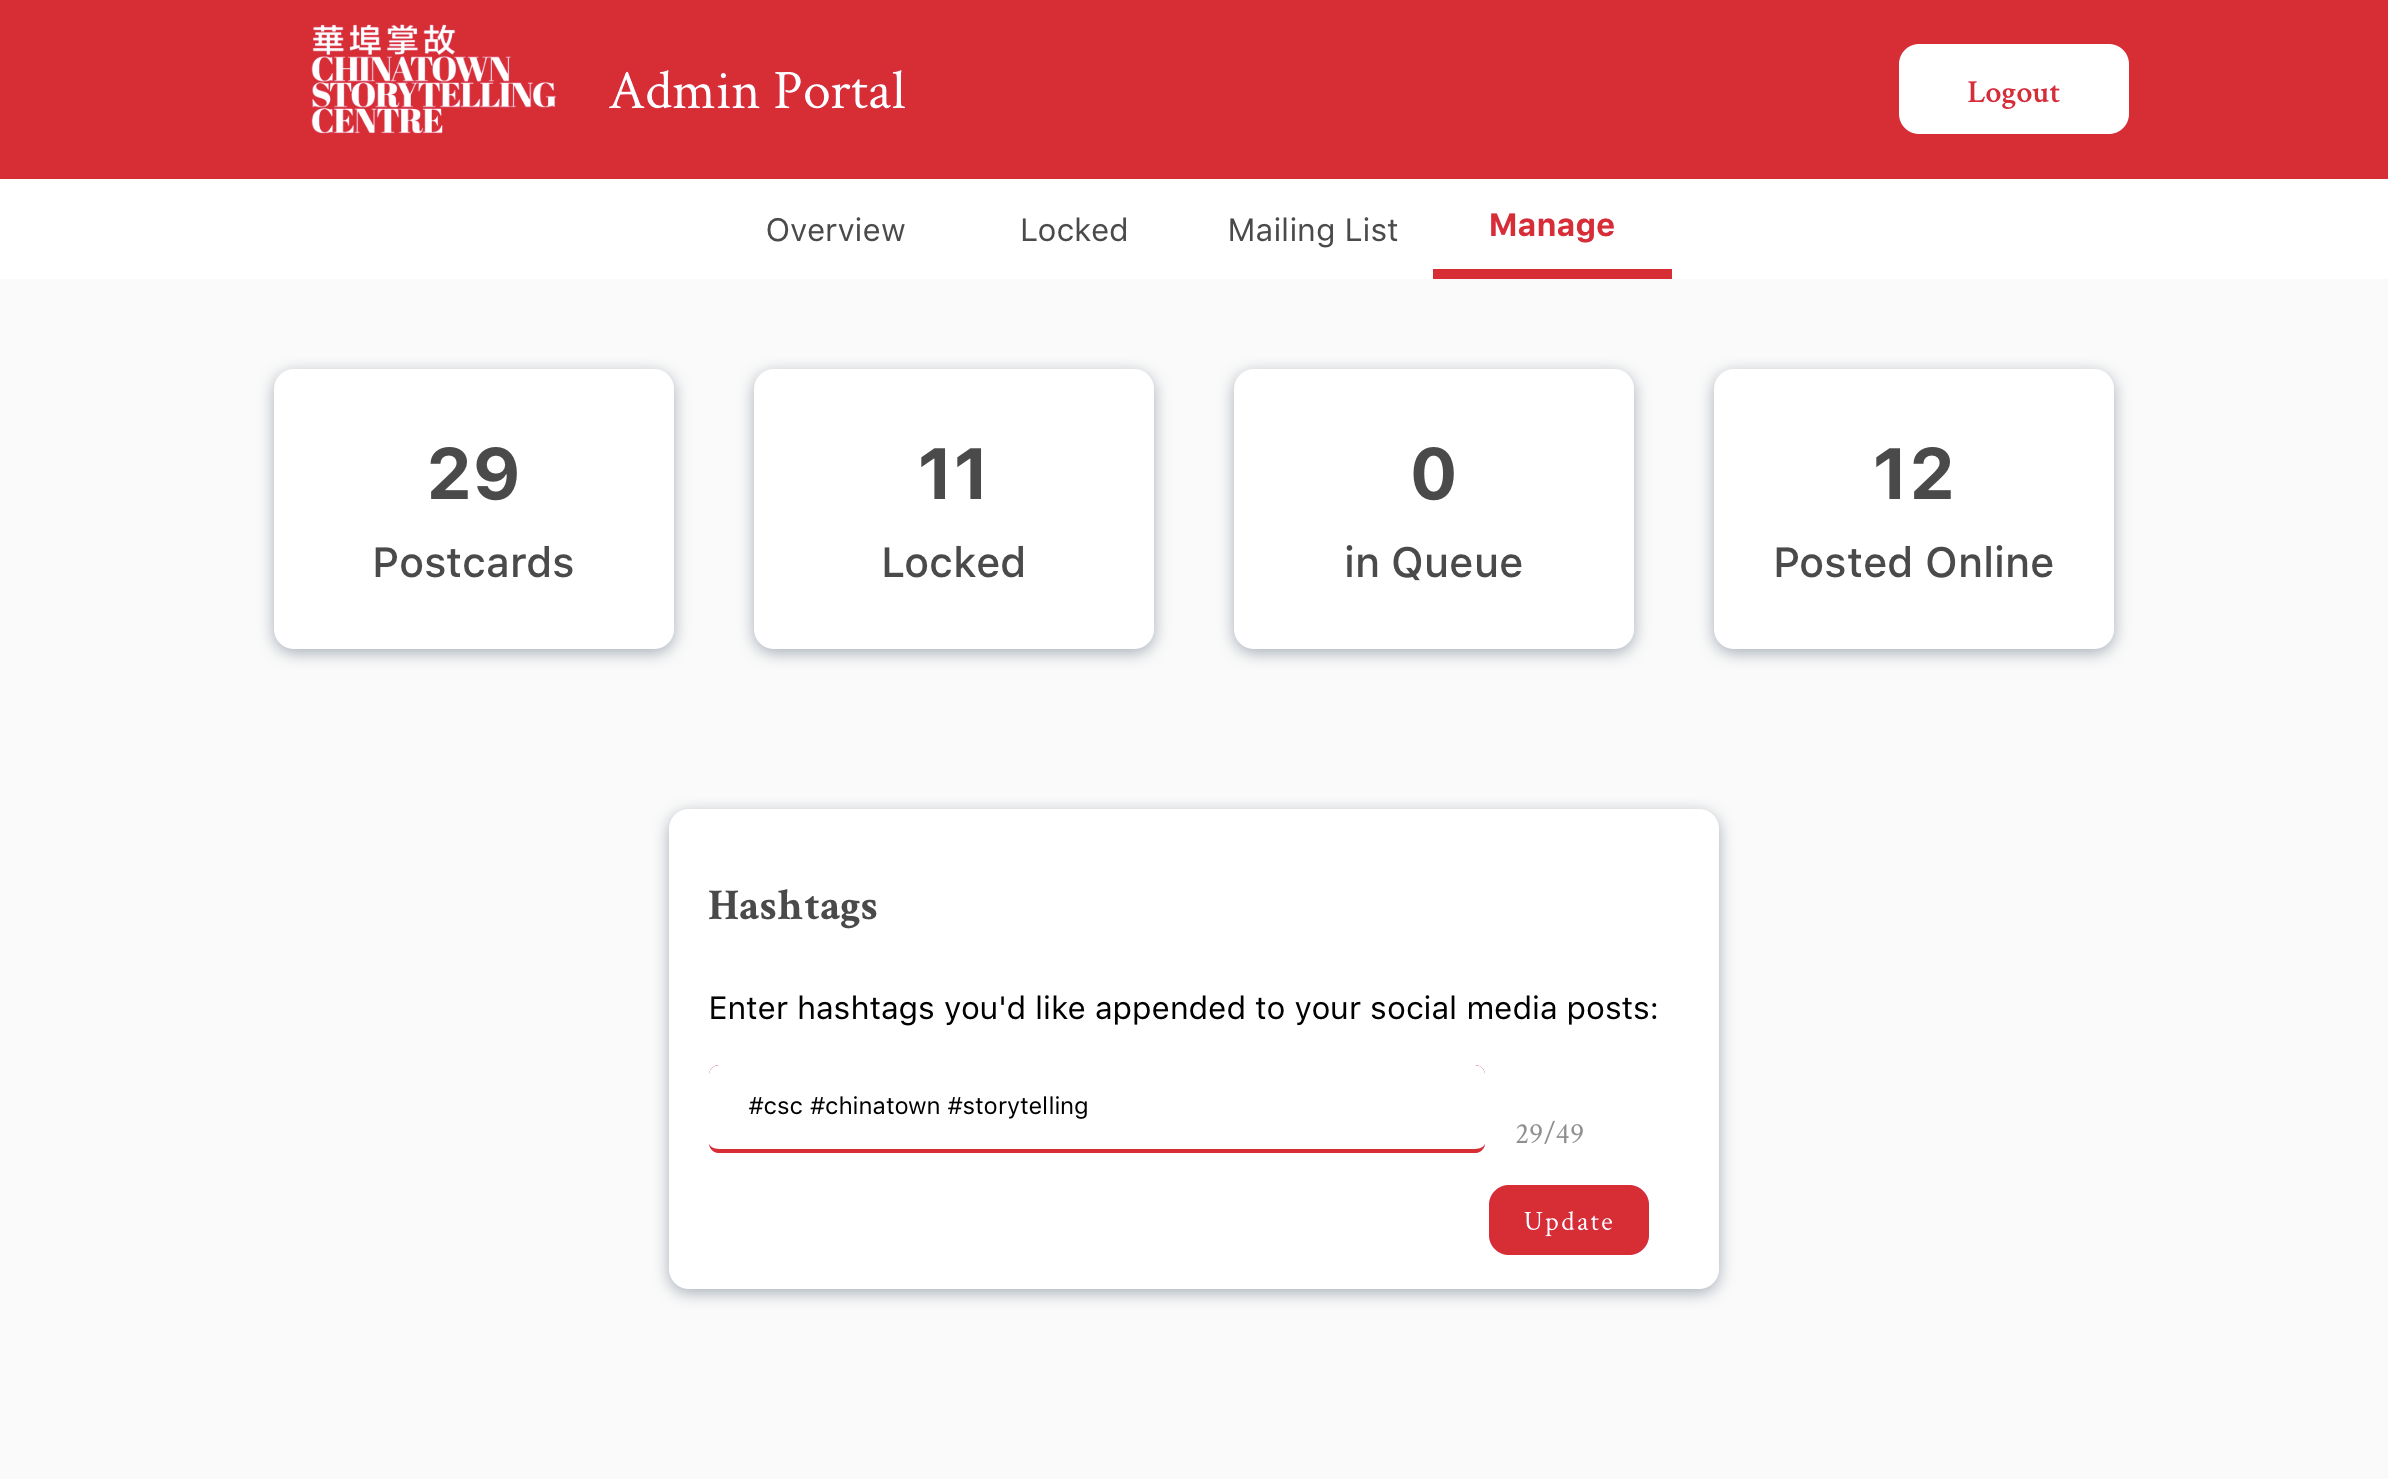 華埠掌故
CHINATOWN
STORYTELLING
CENTRE
Admin Portal
Logout
Overview
Locked
Mailing List
Manage
29
Postcards
11
Locked
0
in Queue
12
Posted Online
Hashtags
Enter hashtags you'd like appended to your social media posts:
#csc #chinatown #storytelling
29/49
Update